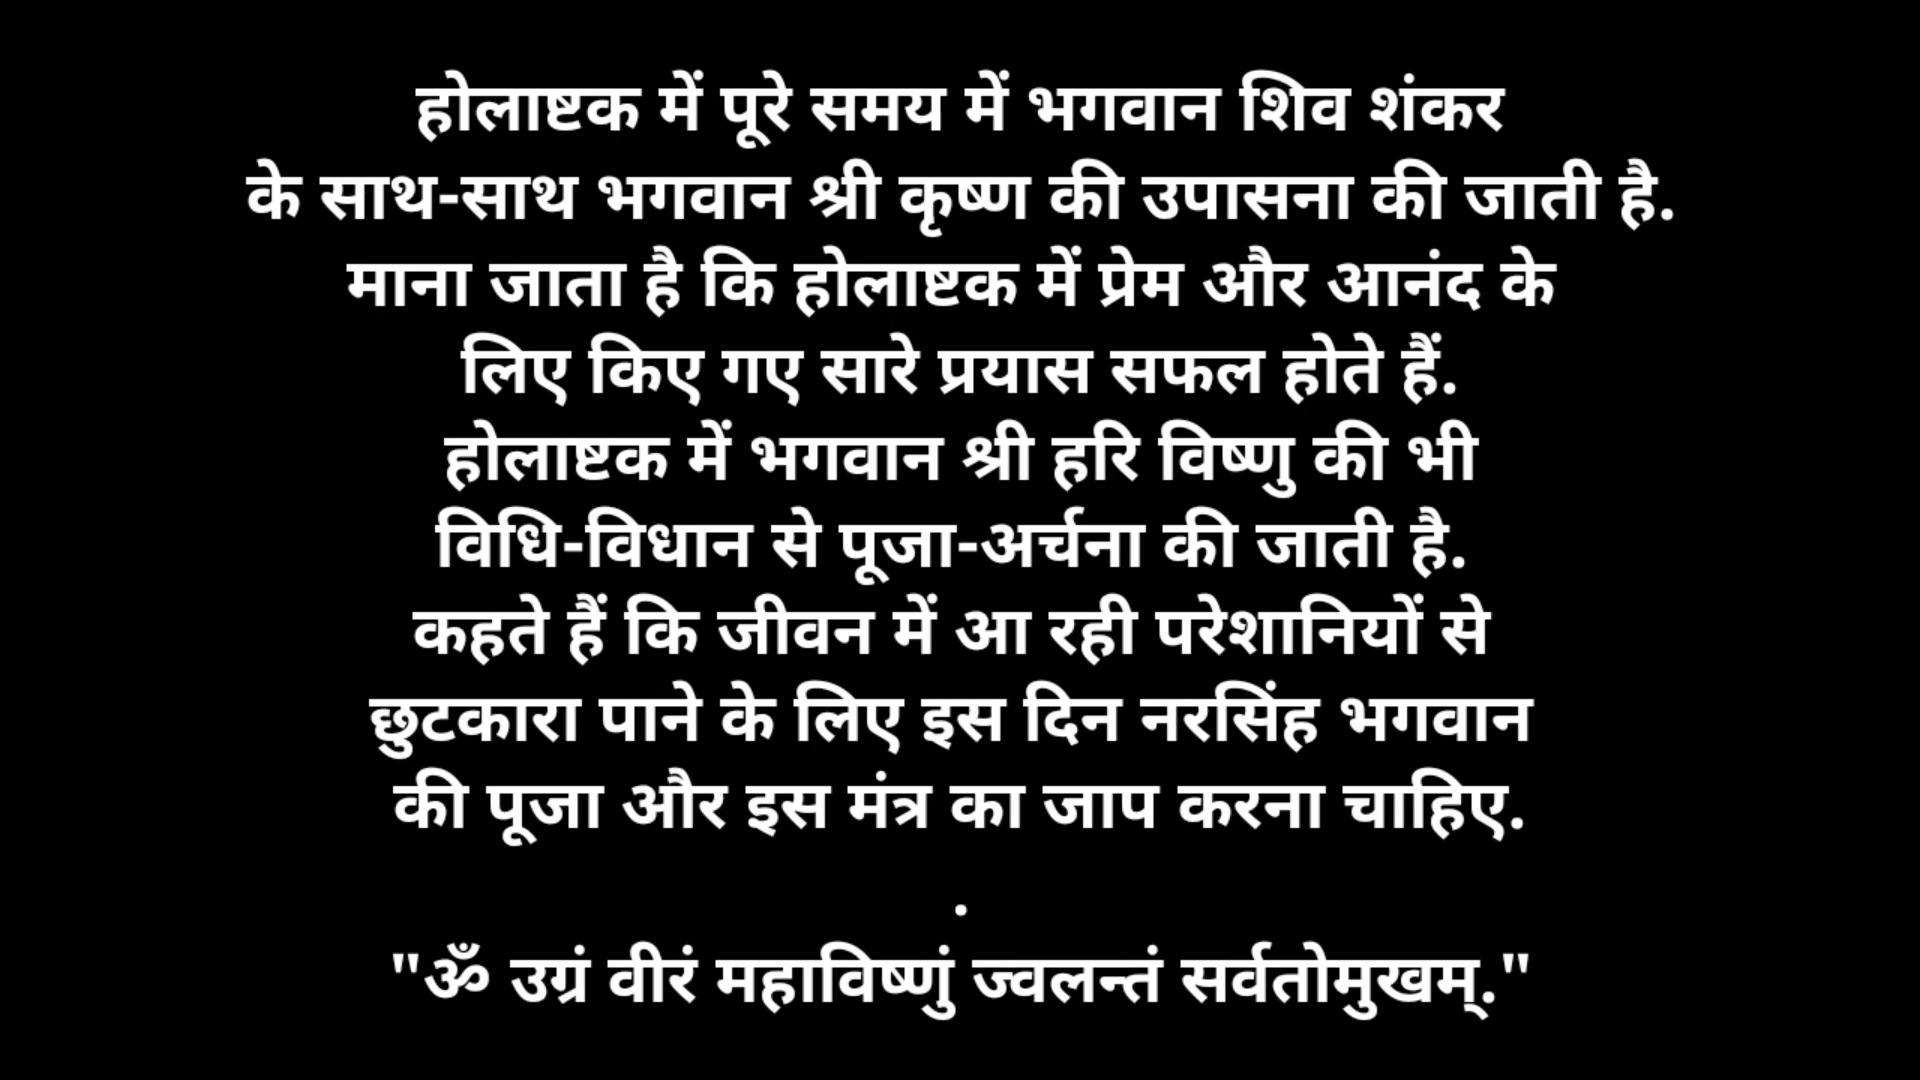 होलाष्टक में पूरे समय में भगवान शिव शंकर
के साथ-साथ भगवान श्री कृष्ण की उपासना की जाती है.
माना जाता है कि होलाष्टक में प्रेम और आनंद के
लिए किए गए सारे प्रयास सफल होते हैं.
होलाष्टक में भगवान श्री हरि विष्णु की भी
विधि-विधान से पूजा-अर्चना की जाती है.
कहते हैं कि जीवन में आ रही परेशानियों से
छुटकारा पाने के लिए इस दिन नरसिंह भगवान
की पूजा और इस मंत्र का जाप करना चाहिए.
.
"ॐ उग्रं वीरं महाविष्णुं ज्वलन्तं सर्वतोमुखम्."